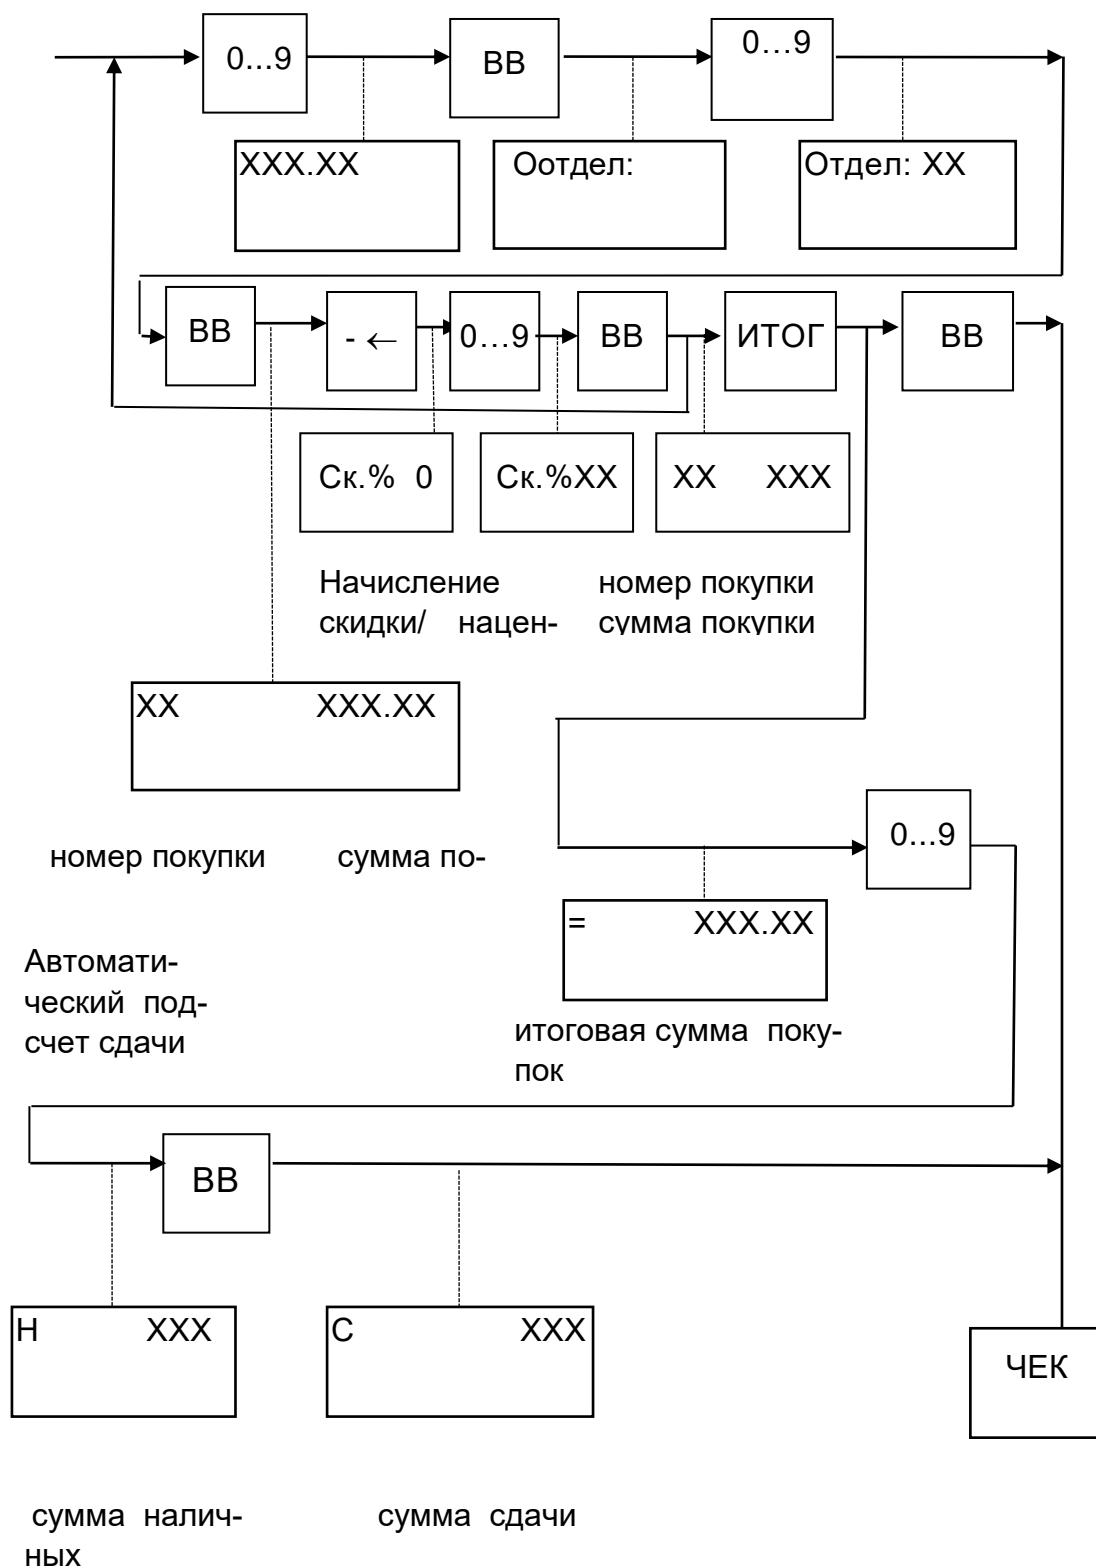 0...9
ВВ
0...9
ХХХ.ХХ
Оотдел:
Отдел: ХХ
ВВ
- ←
0...9
ВВ
ИТОГ
ВВ
Ск.% 0
Ск.%ХХ
ХХ ХХХ
Начисление
скидки/ нацен-
номер покупки
сумма покупки
ХХ ХХХ.ХХ
номер покупки сумма по-
0...9
= ХХХ.ХХ
Автомати-
ческий под-
счет сдачи
итоговая сумма поку-
пок
ВВ
Н ХХХ
С ХХХ
ЧЕК
сумма налич-
ных
сумма сдачи